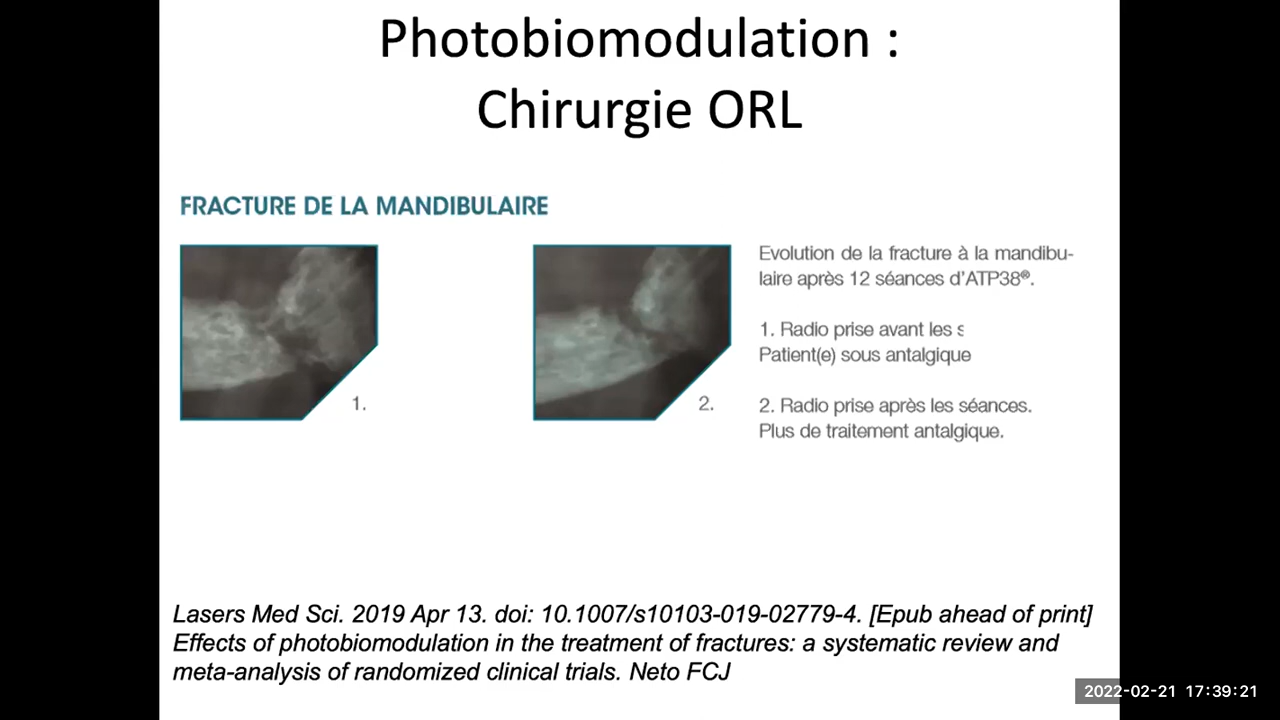 Photobiomodulation :
Chirurgie ORL
FRACTURE DE LA MANDIBULAIRE
1.
2.
Evolution de la fracture à la mandibu-
laire après 12 séances d'ATP38®.
1. Radio prise avant les s
Patient(e) sous antalgique
2. Radio prise après les séances.
Plus de traitement antalgique.
Lasers Med Sci. 2019 Apr 13. doi: 10.1007/s10103-019-02779-4. [Epub ahead of print]
Effects of photobiomodulation in the treatment of fractures: a systematic review and
meta-analysis of randomized clinical trials. Neto FCJ
2022-02-21 17:39:21